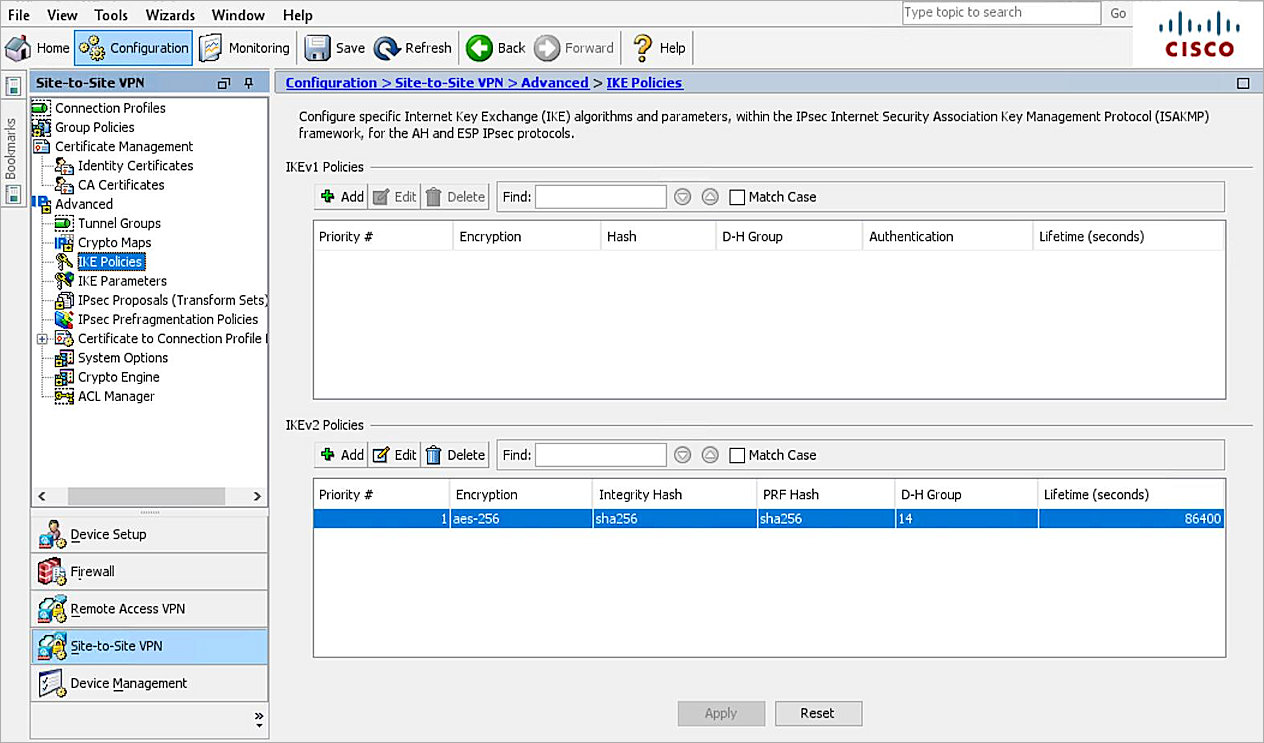 File View Tools Wizards Window Help
Type topic to search Go
Home Configuration Monitoring Save Refresh Back Forward Help
CISCO
Bookmarks
Site-to-Site VPN
Connection Profiles
Group Policies
Certificate Management
Identity Certificates
CA Certificates
Advanced
Tunnel Groups
Crypto Maps
IKE Policies
IKE Parameters
IPsec Proposals (Transform Sets)
IPsec Prefragmentation Policies
Certificate to Connection Profile
System Options
Crypto Engine
ACL Manager
Device Setup
Firewall
Remote Access VPN
Site-to-Site VPN
Device Management
Configuration > Site-to-Site VPN > Advanced > IKE Policies
Configure specific Internet Key Exchange (IKE) algorithms and parameters, within the IPsec Internet Security Association Key Management Protocol (ISAKMP)
framework, for the AH and ESP IPsec protocols.
IKEv1 Policies
Add Edit Delete Find: Match Case
Priority # Encryption Hash D-H Group Authentication Lifetime (seconds)
IKEv2 Policies
Add Edit Delete Find: Match Case
Priority # Encryption Integrity Hash PRF Hash D-H Group Lifetime (seconds)
1 aes-256 sha256 sha256 14 86400
Apply Reset